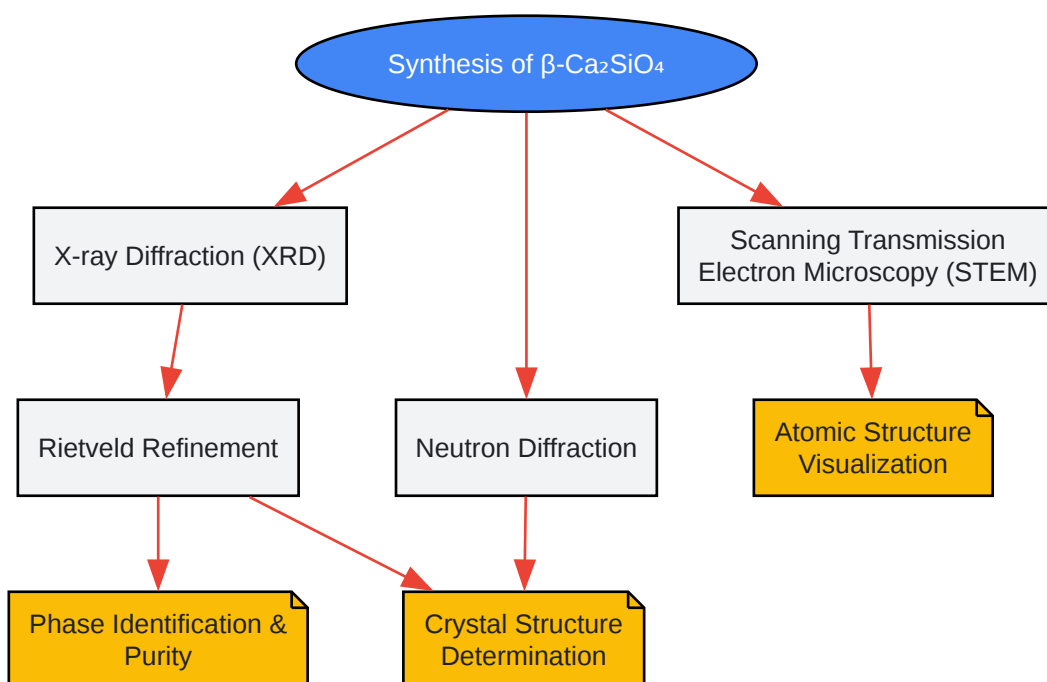 Synthesis of β-Ca₂SiO₄
X-ray Diffraction (XRD)
Scanning Transmission
Electron Microscopy (STEM)
Rietveld Refinement
Neutron Diffraction
Atomic Structure
Visualization
Phase Identification &
Purity
Crystal Structure
Determination